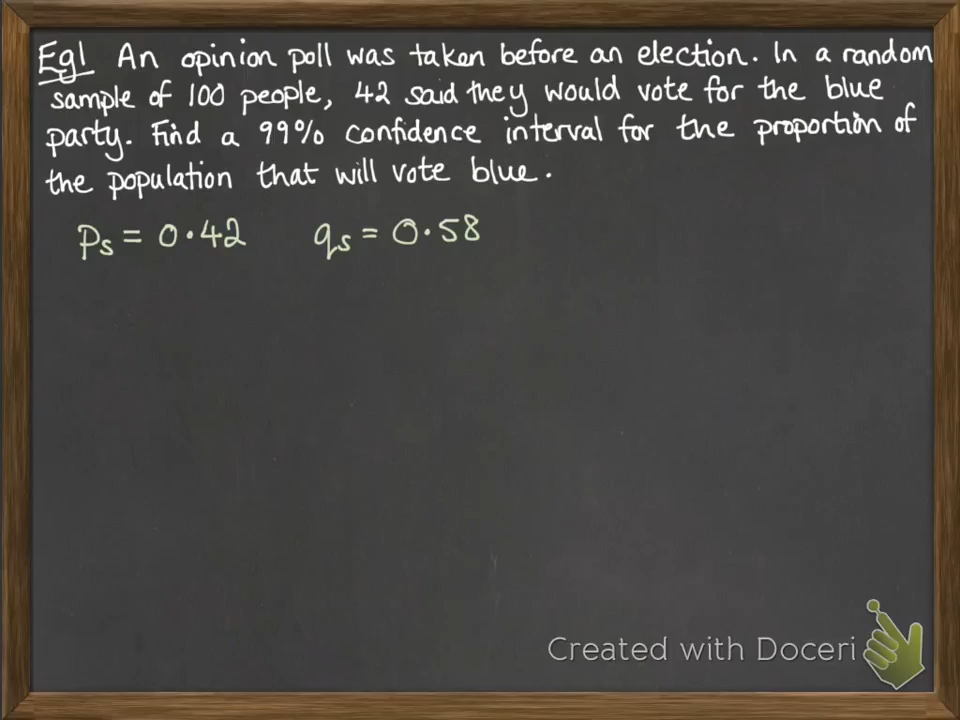 Eg1 An opinion poll was taken before an election. In a random
sample of 100 people, 42 said they would vote for the blue
party. Find a 99% confidence interval for the proportion of
the population that will vote blue.
ps = 0.42 qs = 0.58
Created with Doceri